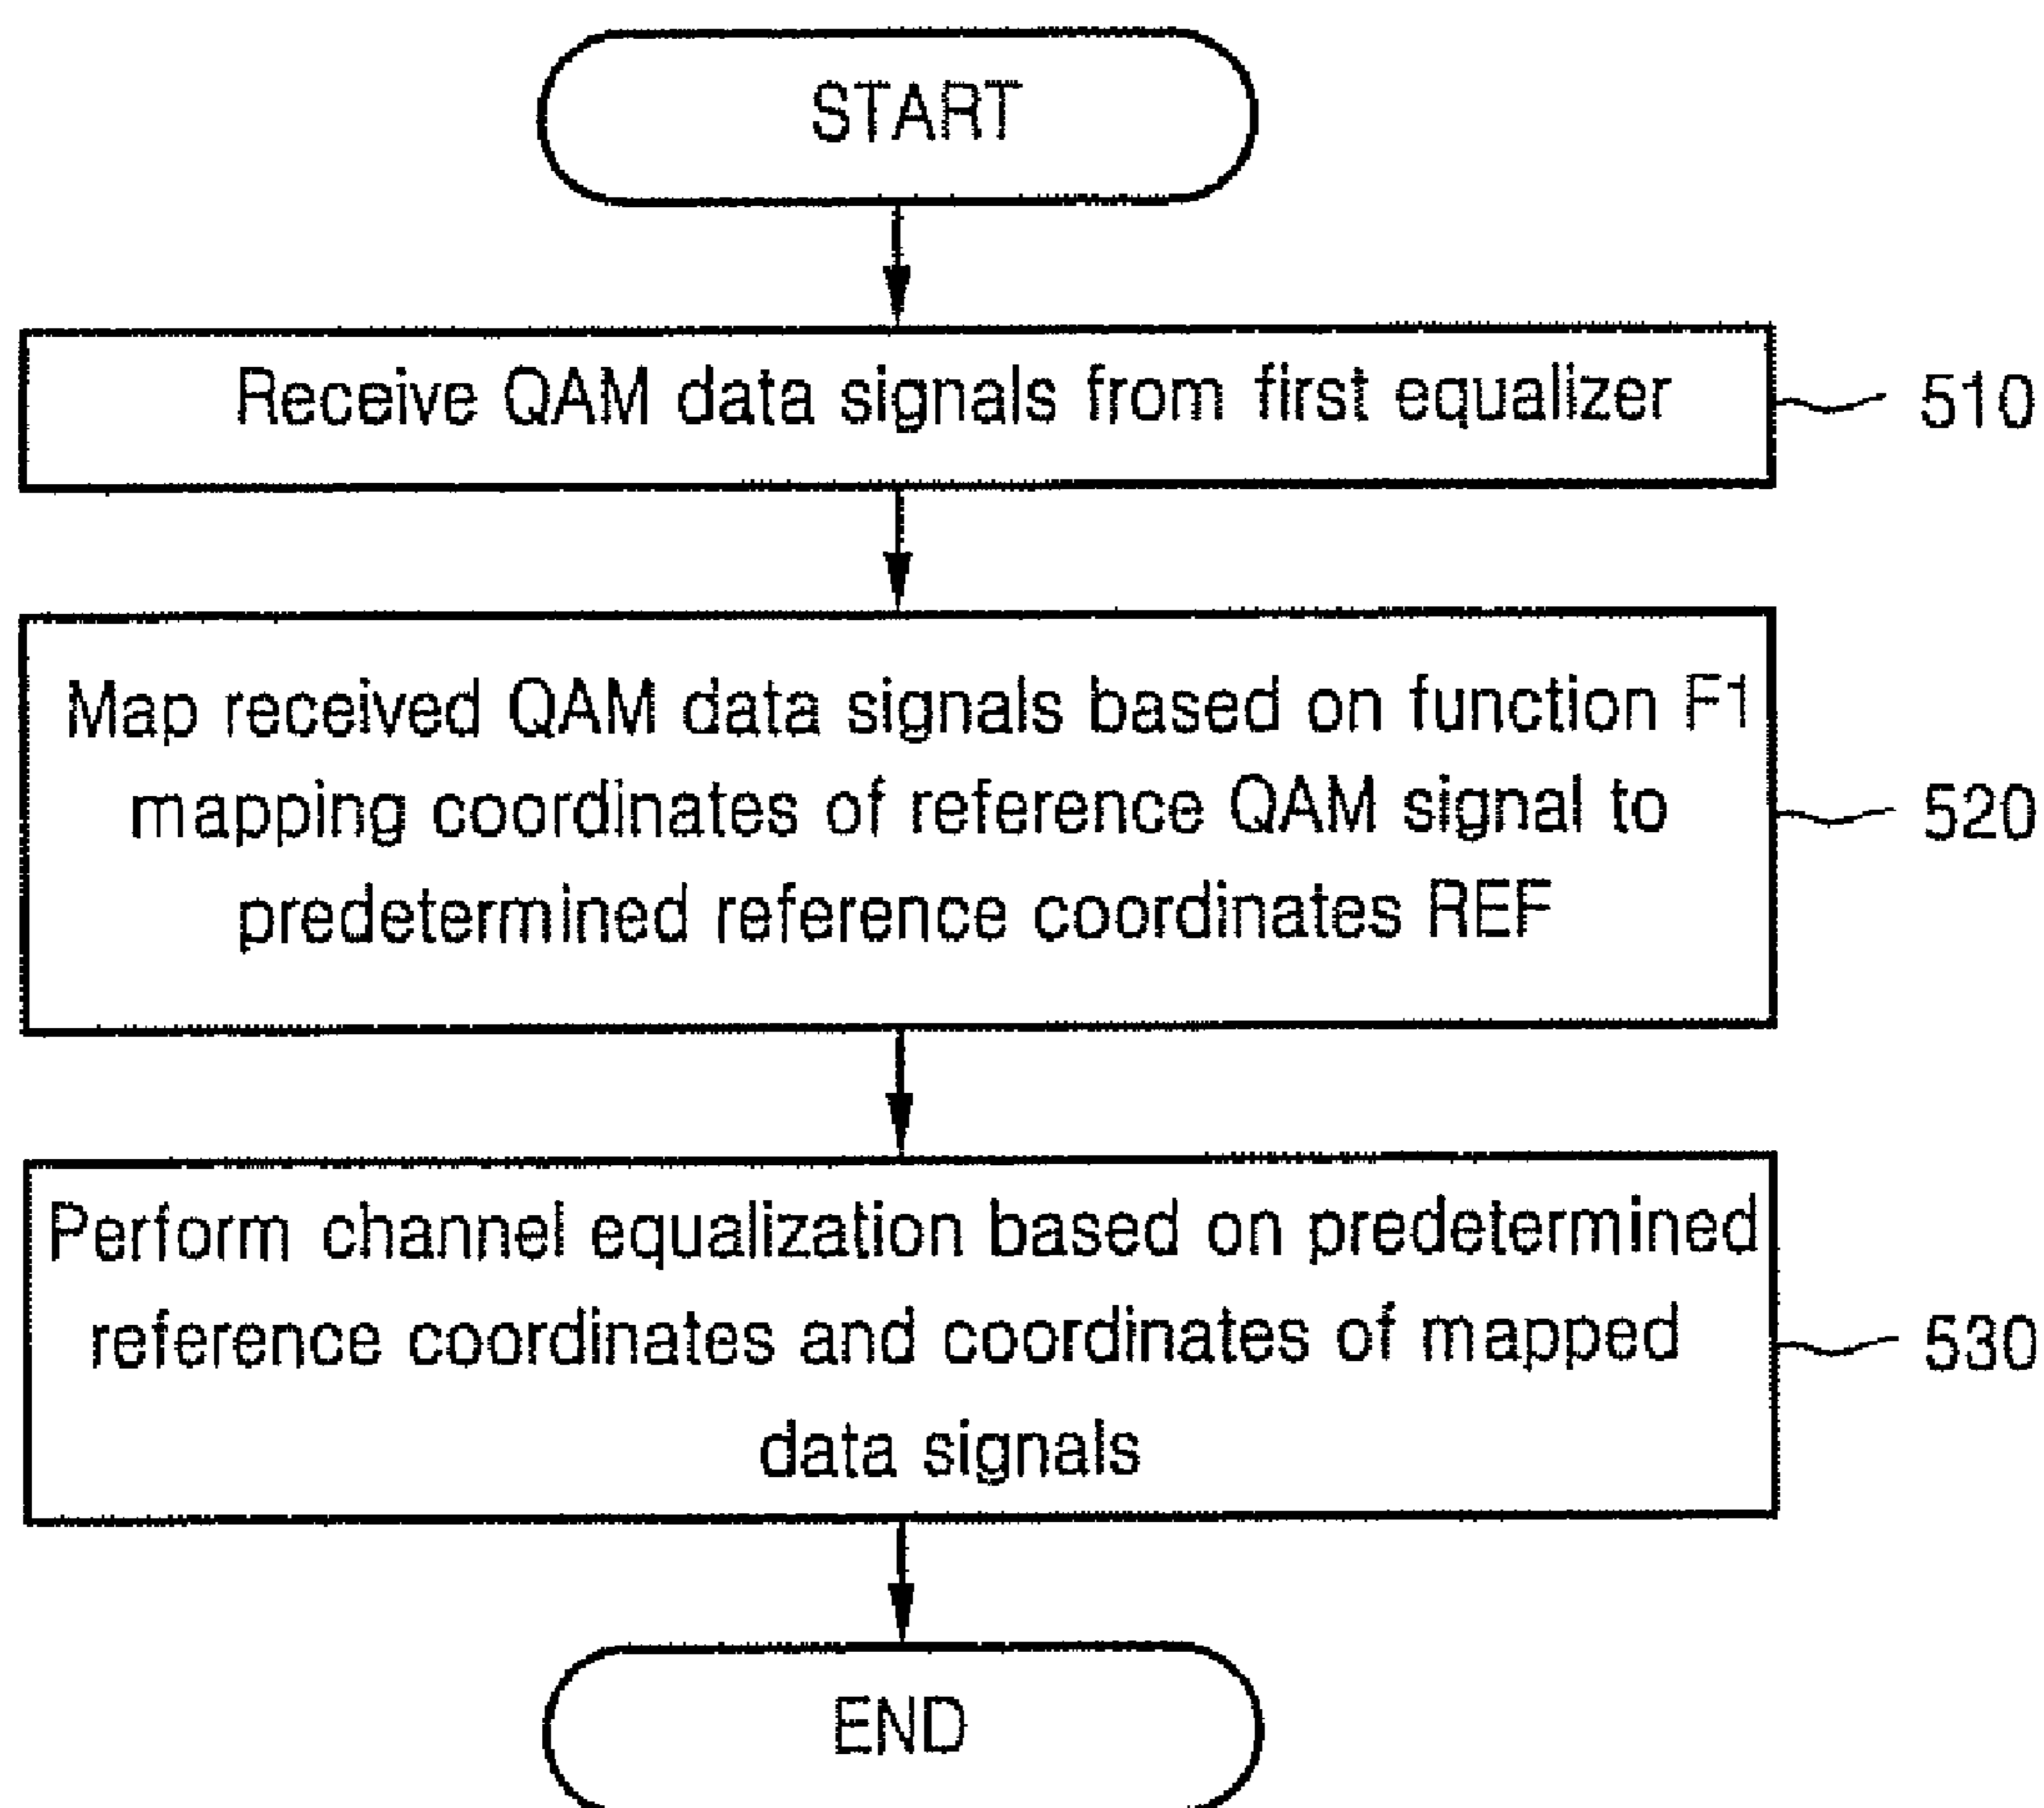 START
Receive QAM data signals from first equalizer
510
Map received QAM data signals based on function F1
mapping coordinates of reference QAM signal to
predetermined reference coordinates REF
520
Perform channel equalization based on predetermined
reference coordinates and coordinates of mapped
data signals
530
END